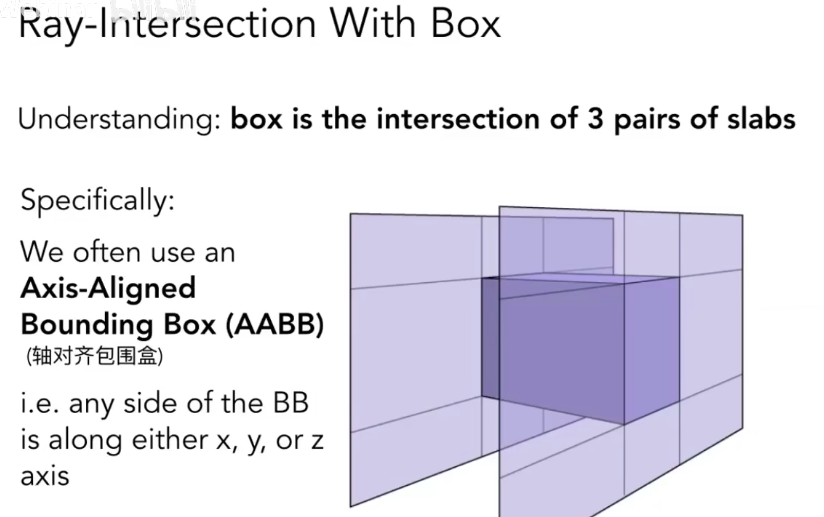 Ray-Intersection With Box
Understanding: box is the intersection of 3 pairs of slabs
Specifically:
We often use an
Axis-Aligned
Bounding Box (AABB)
(轴对齐包围盒)
i.e. any side of the BB
is along either x, y, or z
axis